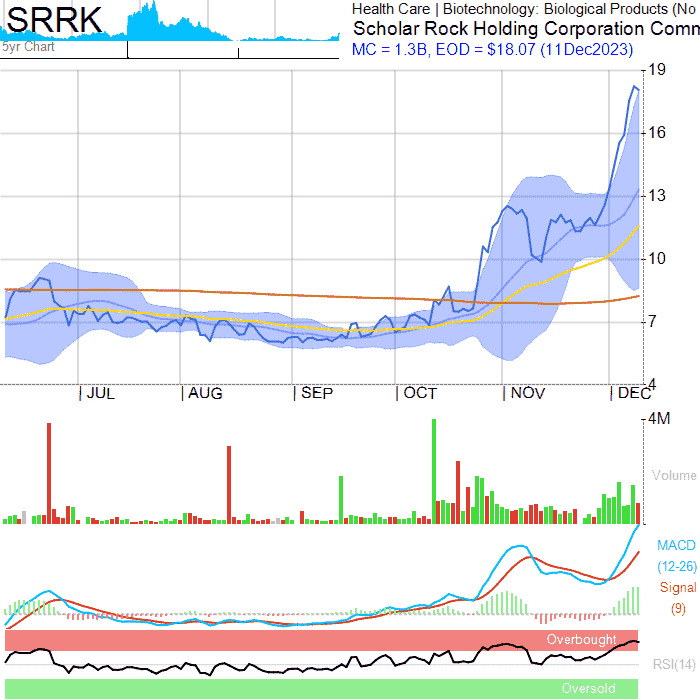 SRRK
5yr Chart
Health Care | Biotechnology: Biological Products (No
Scholar Rock Holding Corporation Comm
MC = 1.3B, EOD = $18.07 (11Dec2023)
19
16
13
10
7
4
JUL AUG SEP OCT NOV DEC
4M
Volume
MACD
(12-26)
Signal
(9)
Overbought
RSI(14)
Oversold